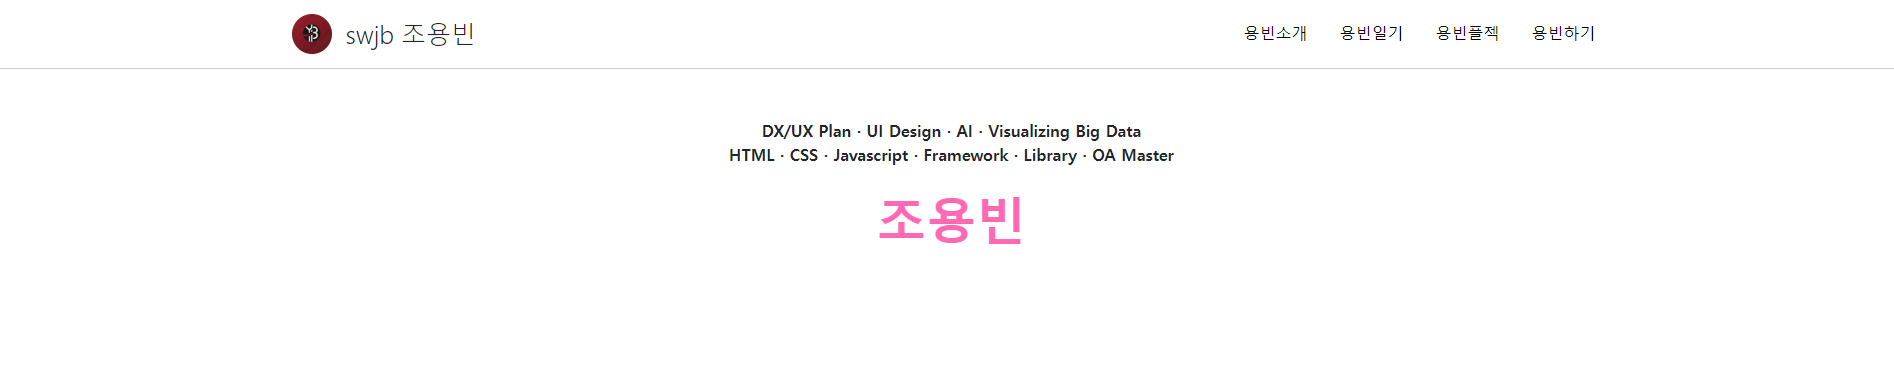 swjb 조용빈
용빈소개 용빈일기 용빈플젝 용빈하기
DX/UX Plan · UI Design · AI · Visualizing Big Data
HTML · CSS · Javascript · Framework · Library · OA Master
조용빈